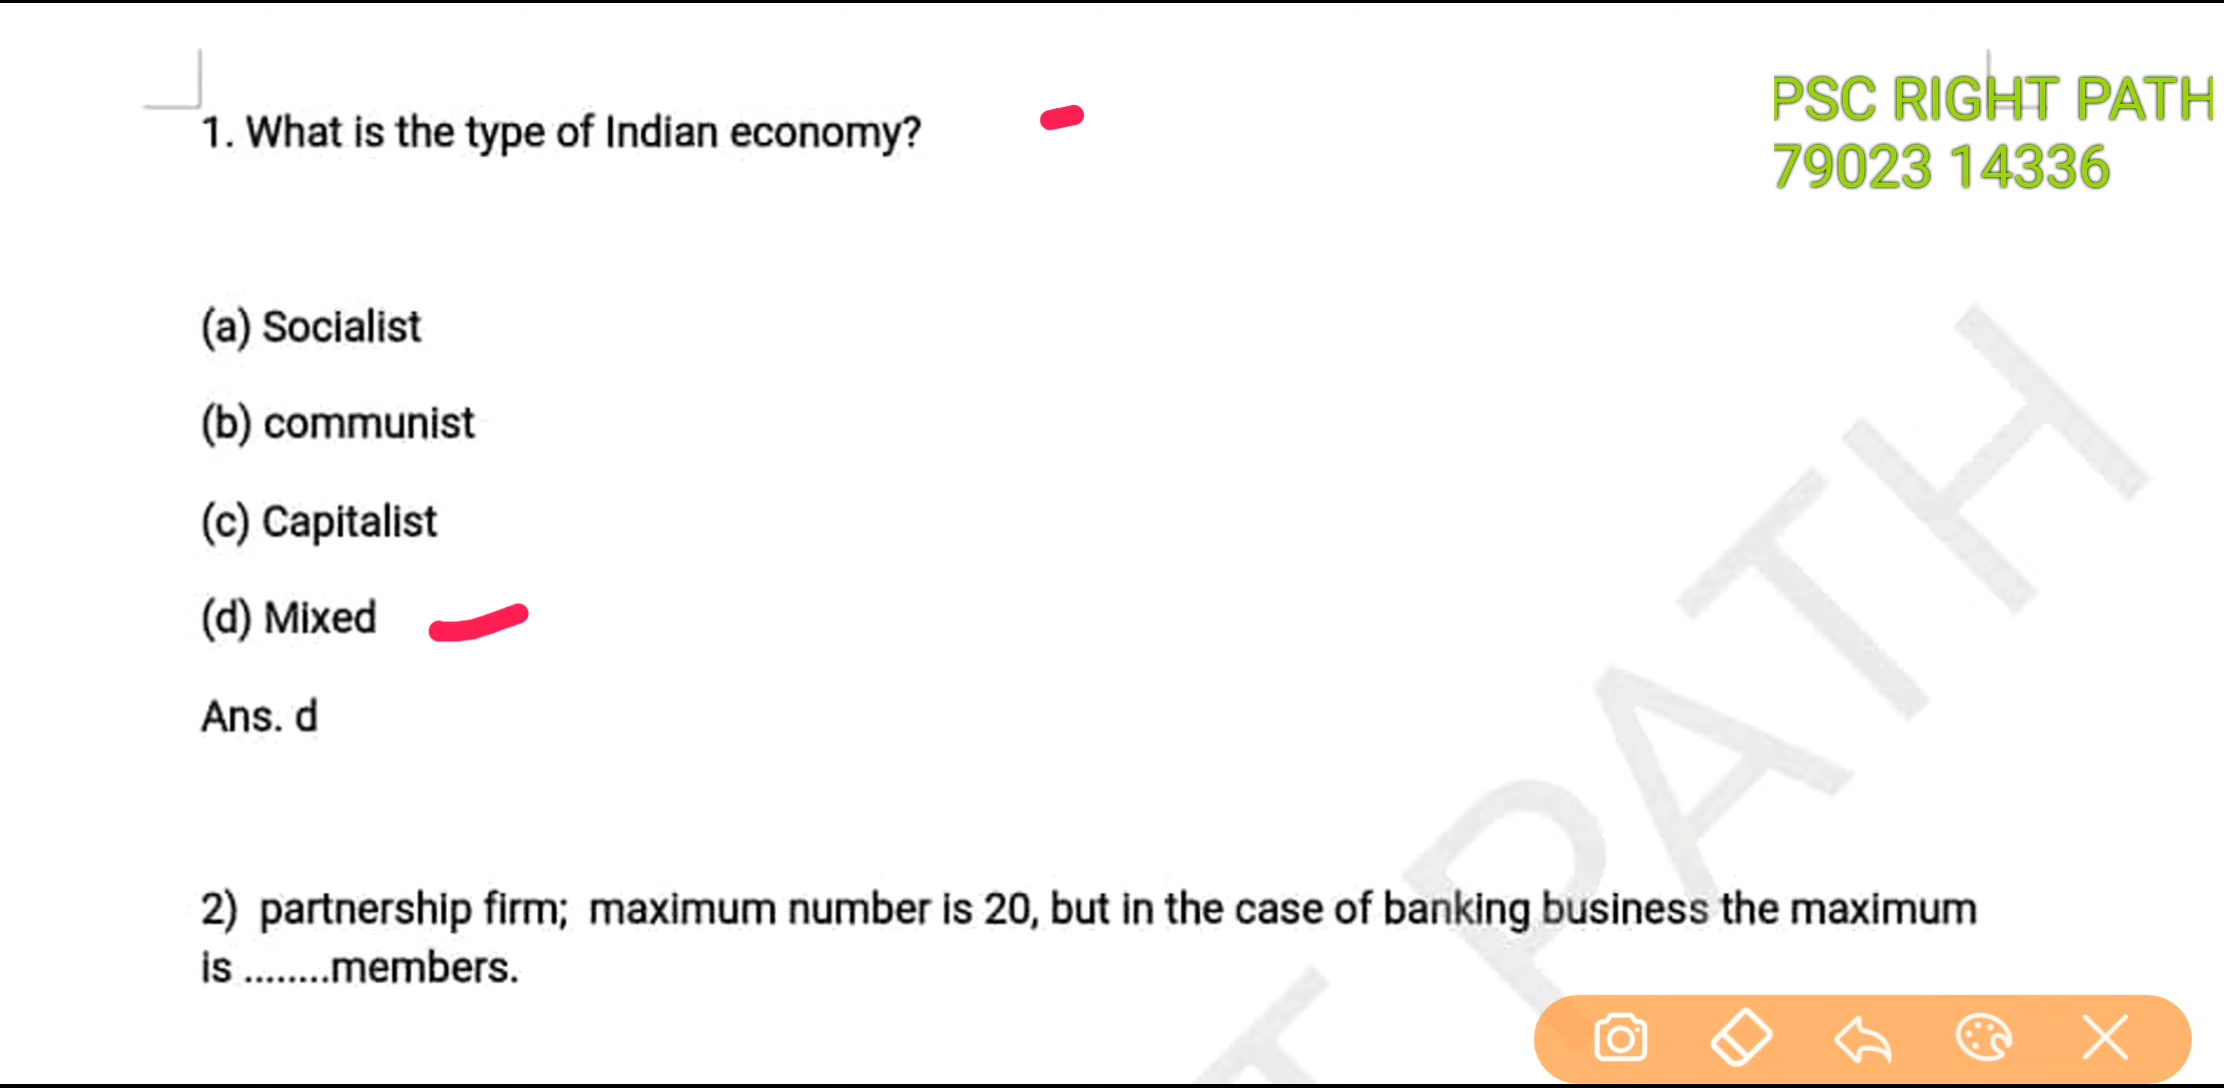 PSC RIGHT PATH
79023 14336
1. What is the type of Indian economy?
(a) Socialist
(b) communist
(c) Capitalist
(d) Mixed
Ans. d
2) partnership firm; maximum number is 20, but in the case of banking business the maximum
is ........members.
T PATH